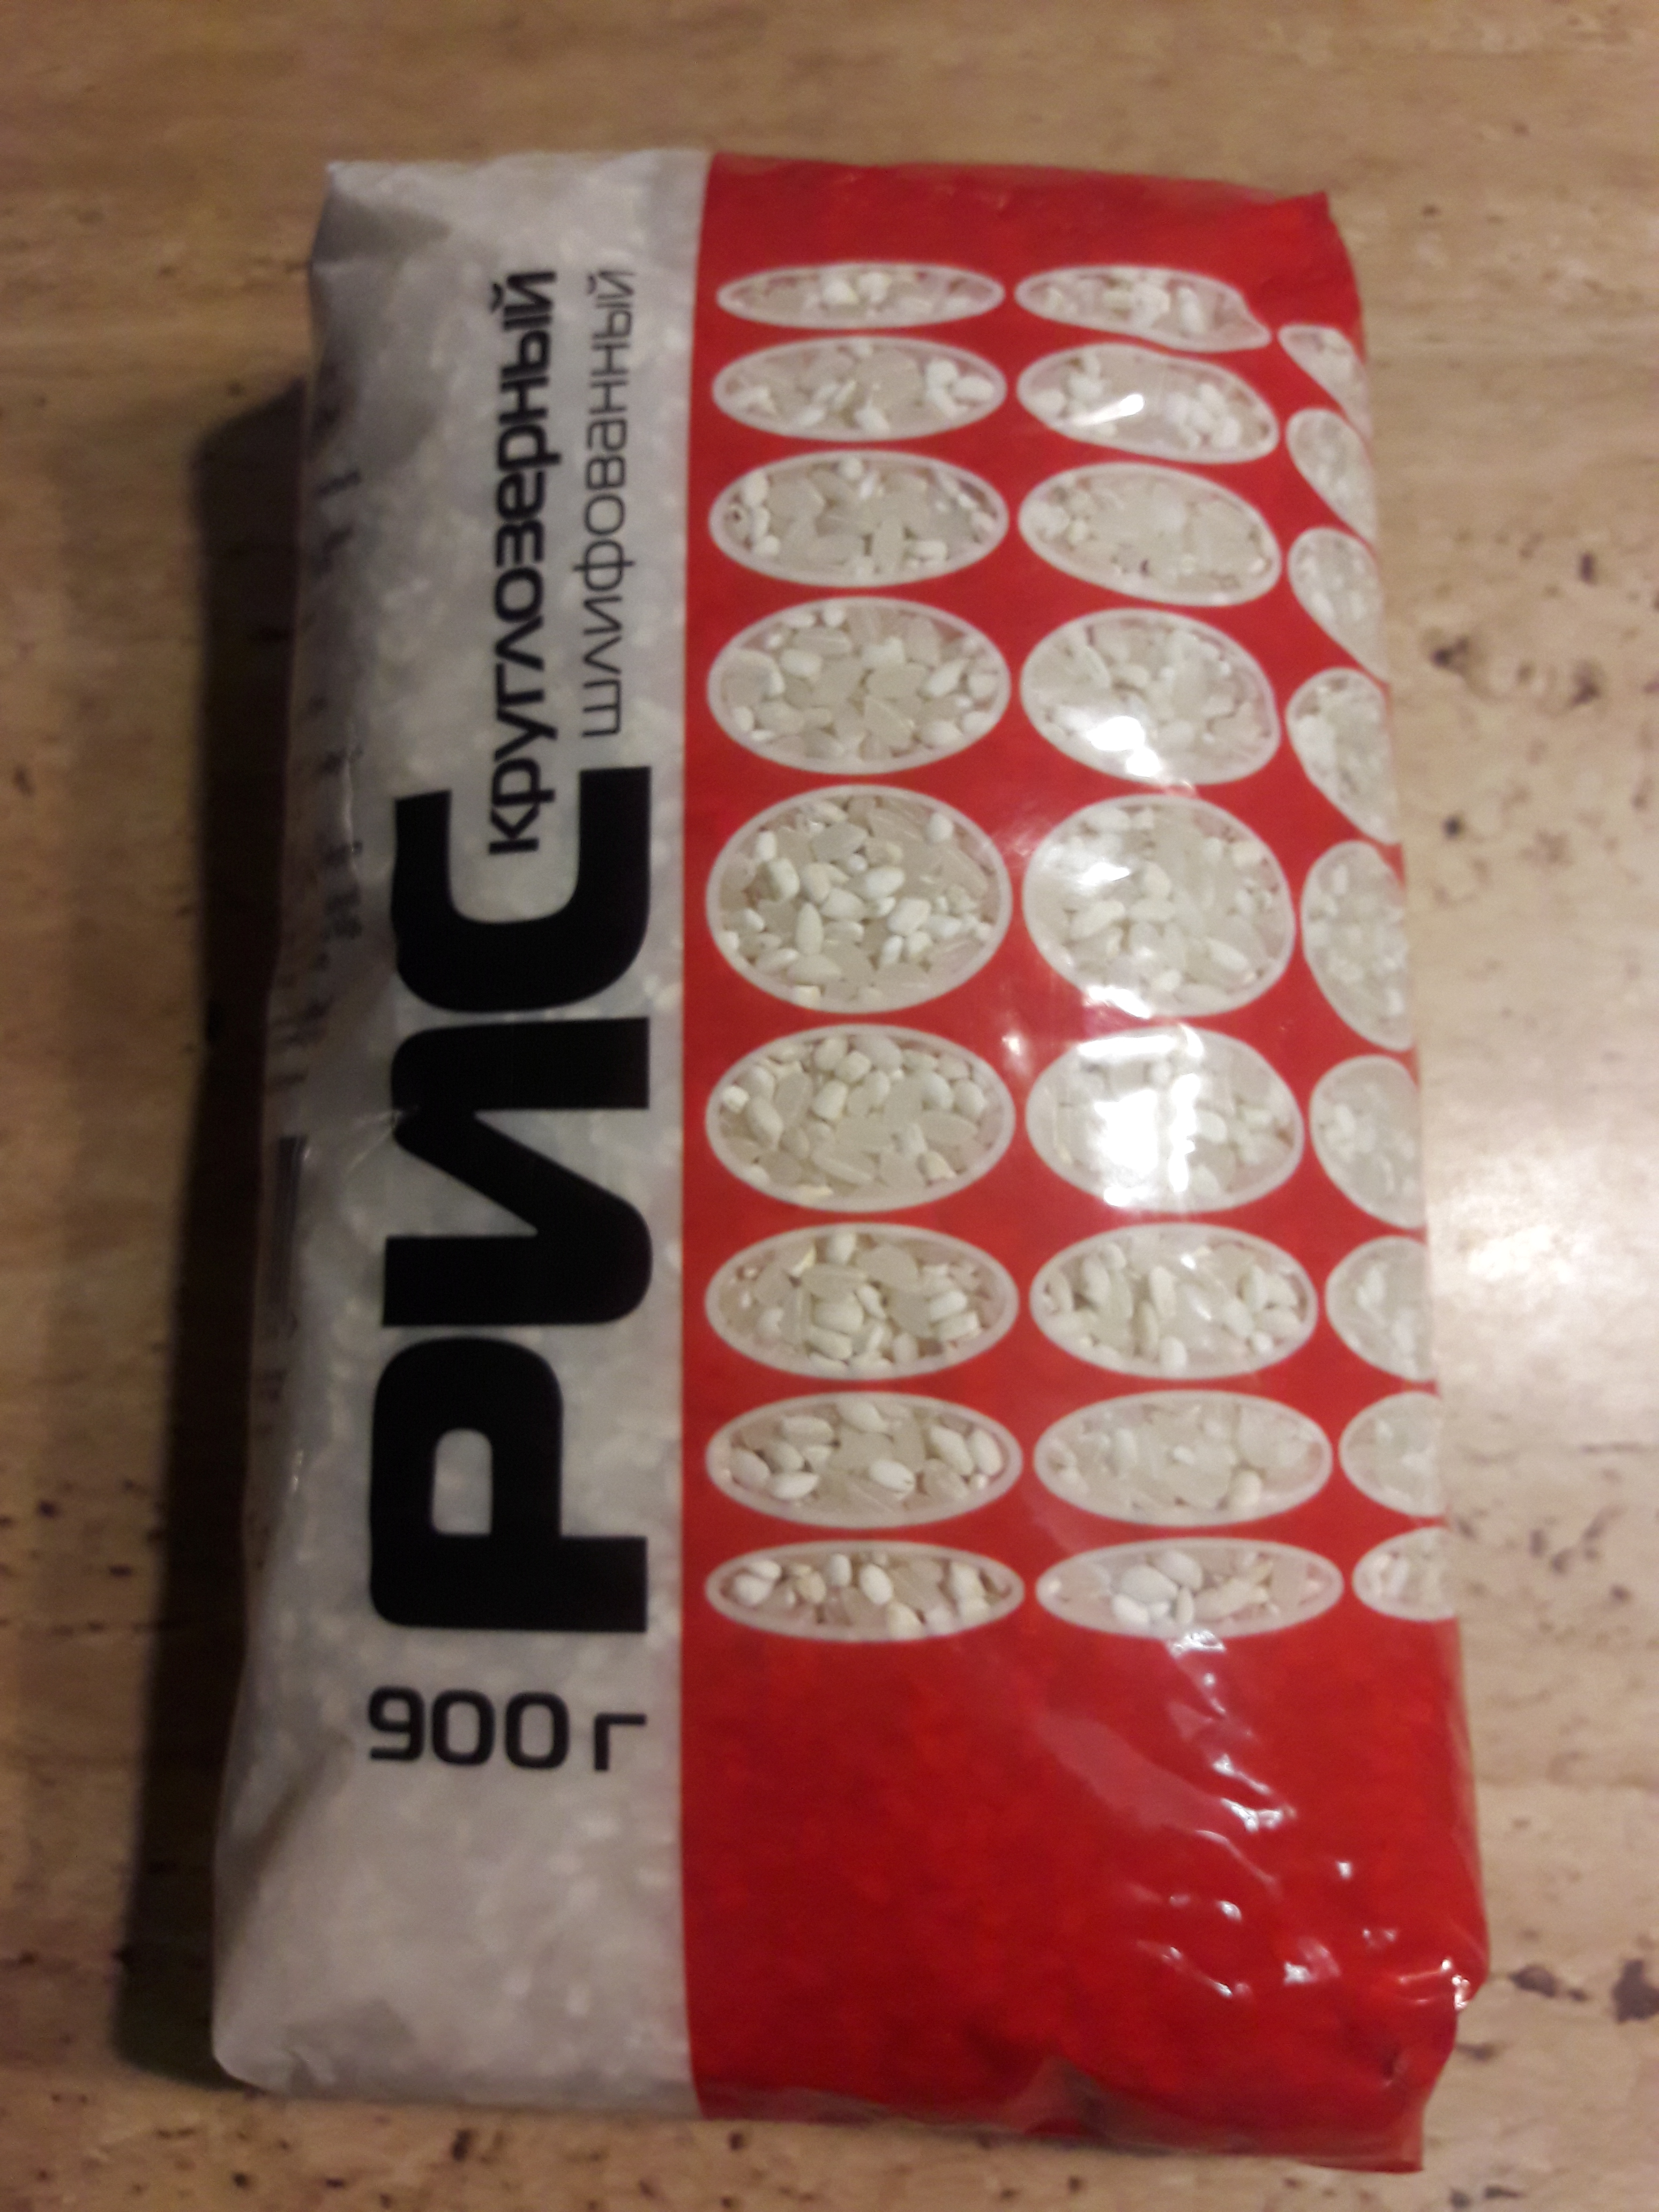 900 г
РИС
круглозерный
шлифованный